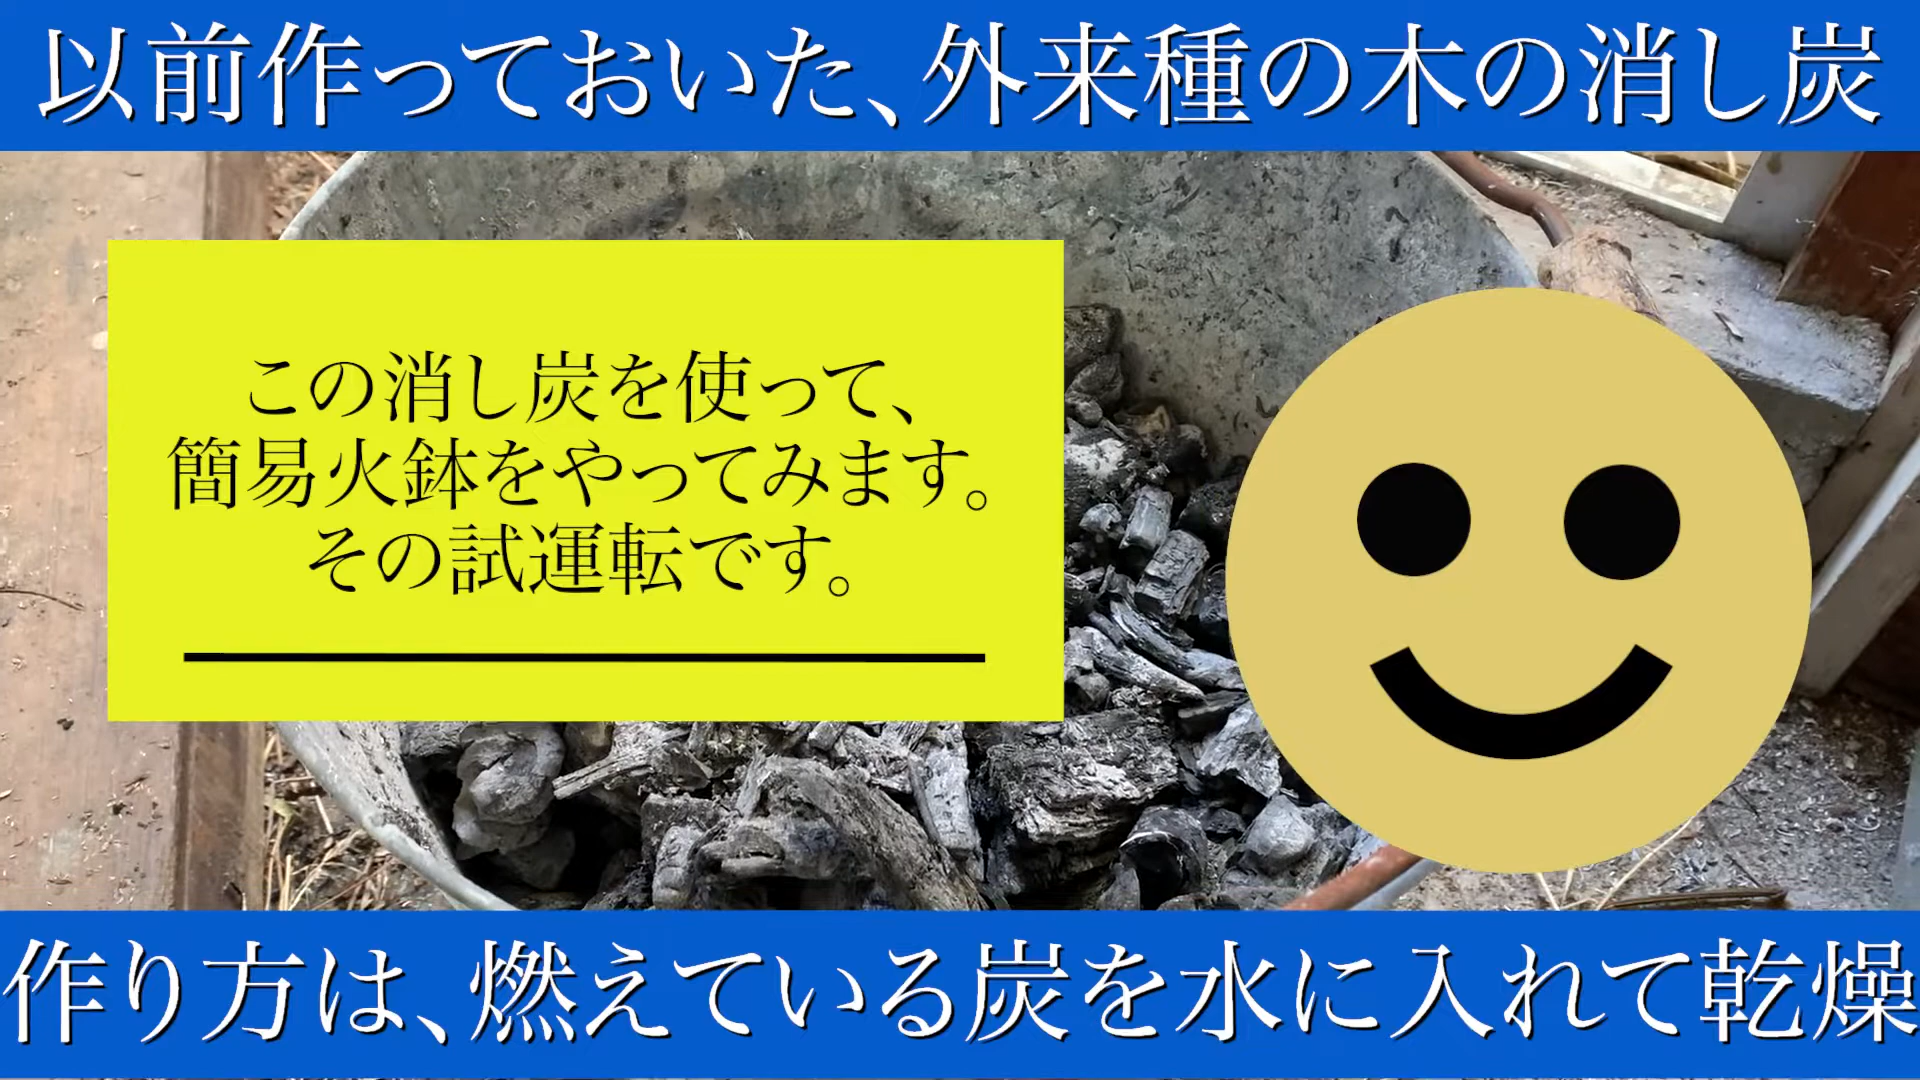 以前作っておいた、外来種の木の消し炭
この消し炭を使って、
簡易火鉢をやってみます。
その試運転です。
作り方は、燃えている炭を水に入れて乾燥